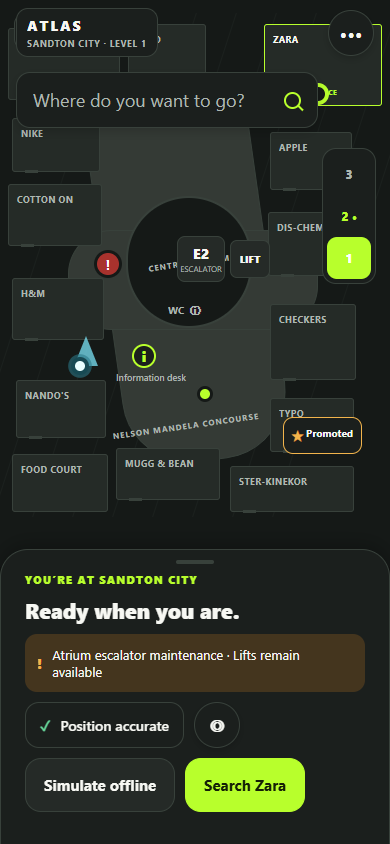 ATLAS
SANDTON CITY · LEVEL 1
ZARA
Where do you want to go?
CE
NIKE
APPLE
3
COTTON ON
2
DIS-CHEM
E2
ESCALATOR
LIFT
1
CENTR
H&M
WC
CHECKERS
Information desk
NANDO'S
TYPO
Promoted
NELSON MANDELA CONCOURSE
FOOD COURT
MUGG & BEAN
STER-KINEKOR
YOU'RE AT SANDTON CITY
Ready when you are.
! Atrium escalator maintenance · Lifts remain
available
✓ Position accurate
Simulate offline
Search Zara